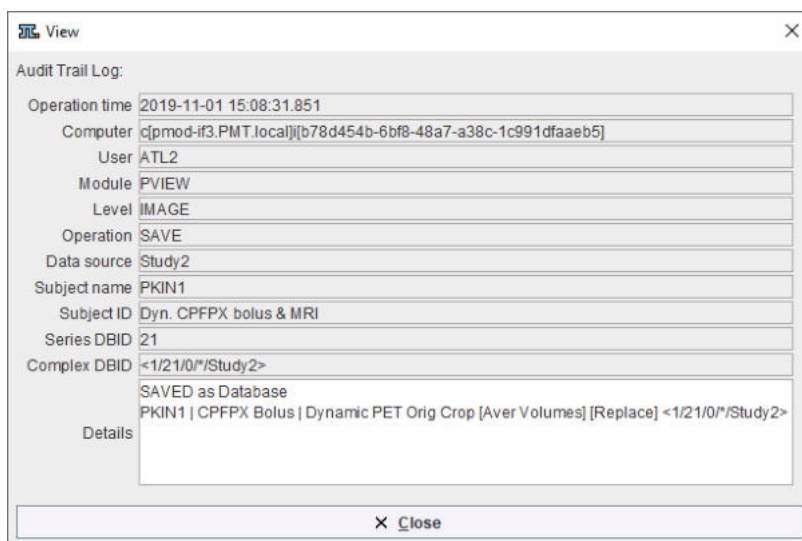 View
Audit Trail Log:
Operation time 2019-11-01 15:08:31.851
Computer c[pmod-if3.PMT.local]i[b78d454b-6bf8-48a7-a38c-1c991dfaaeb5]
User ATL2
Module PVIEW
Level IMAGE
Operation SAVE
Data source Study2
Subject name PKIN1
Subject ID Dyn. CPFPX bolus & MRI
Series DBID 21
Complex DBID <1/21/0/*/Study2>
SAVED as Database
PKIN1 | CPFPX Bolus | Dynamic PET Orig Crop [Aver Volumes] [Replace] <1/21/0/*/Study2>
Details
Close